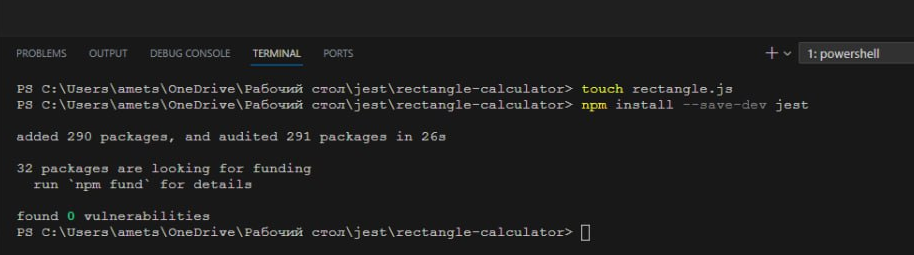 PROBLEMS OUTPUT DEBUG CONSOLE TERMINAL PORTS 1: powershell
PS C:\Users\amets\OneDrive\Рабочий стол\jest\rectangle-calculator> touch rectangle.js
PS C:\Users\amets\OneDrive\Рабочий стол\jest\rectangle-calculator> npm install --save-dev jest
added 290 packages, and audited 291 packages in 26s
32 packages are looking for funding
run `npm fund` for details
found 0 vulnerabilities
PS C:\Users\amets\OneDrive\Рабочий стол\jest\rectangle-calculator>